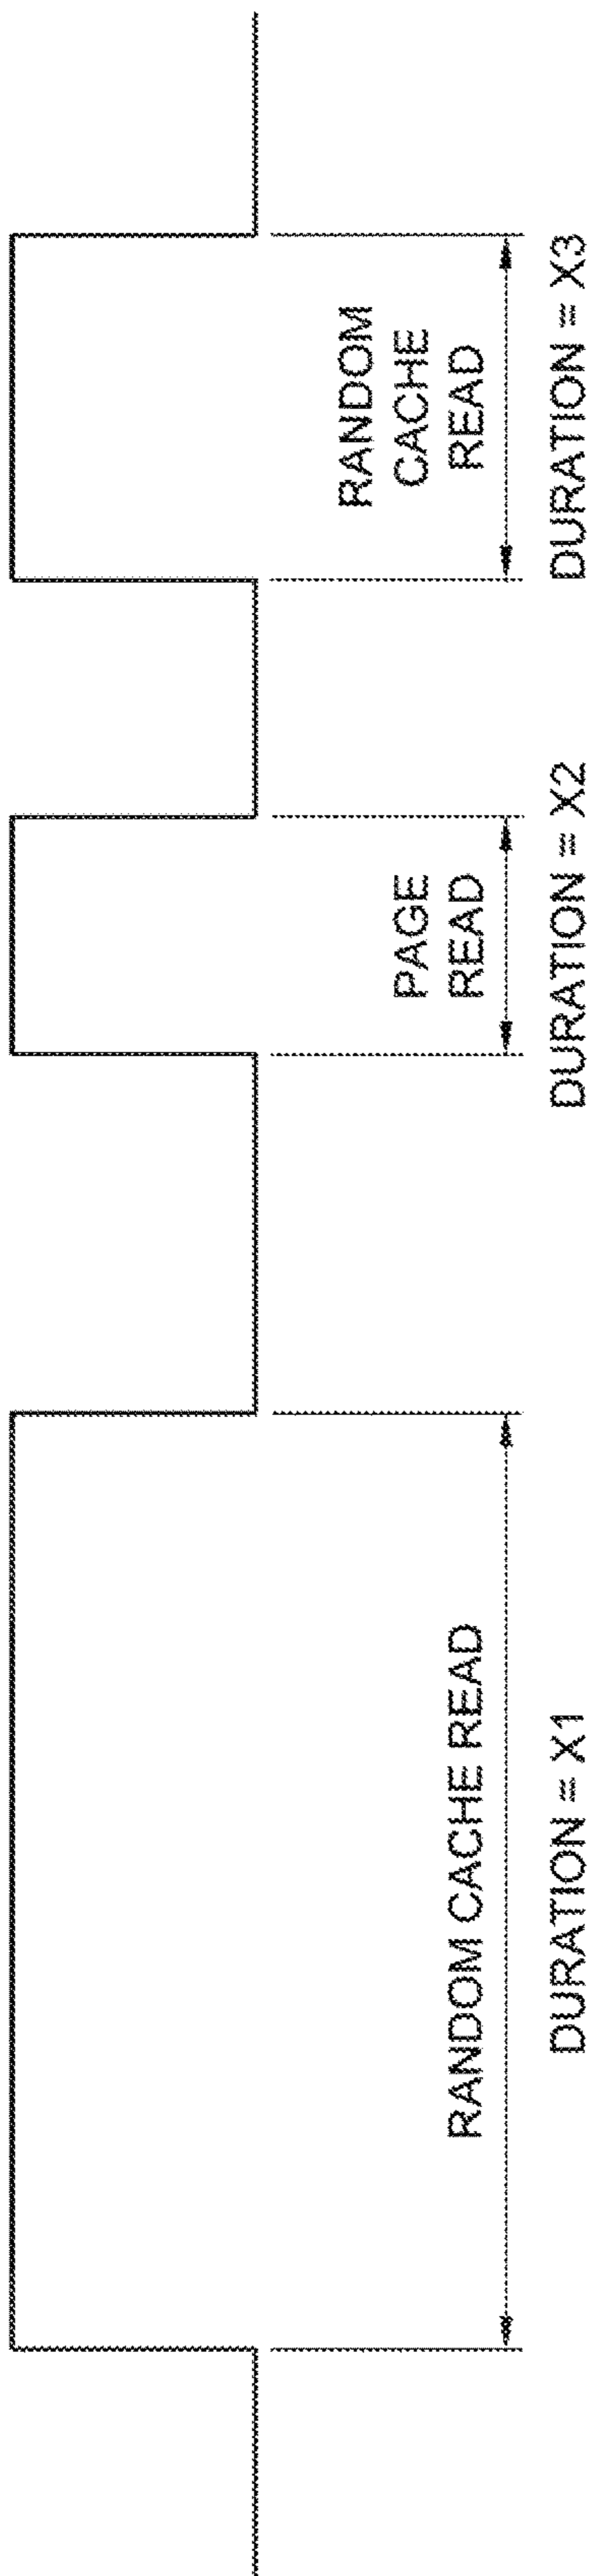 RANDOM CACHE READ
DURATION = X1
PAGE
READ
DURATION = X2
RANDOM
CACHE
READ
DURATION = X3